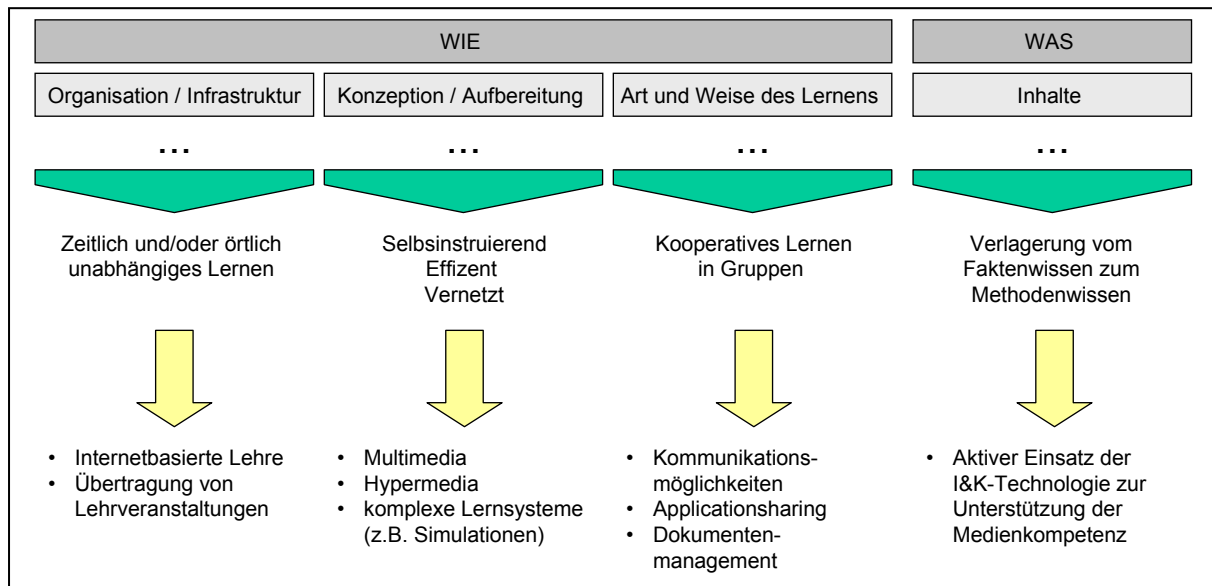 WIE
WAS
Organisation / Infrastruktur
Konzeption / Aufbereitung
Art und Weise des Lernens
Inhalte
...
...
...
...
Zeitlich und/oder örtlich
unabhängiges Lernen
Selbsinstruierend
Effizent
Vernetzt
Kooperatives Lernen
in Gruppen
Verlagerung vom
Faktenwissen zum
Methodenwissen
• Internetbasierte Lehre
• Übertragung von
Lehrveranstaltungen
• Multimedia
• Hypermedia
• komplexe Lernsysteme
(z.B. Simulationen)
• Kommunikations-
möglichkeiten
• Applicationsharing
• Dokumenten-
management
• Aktiver Einsatz der
I&K-Technologie zur
Unterstützung der
Medienkompetenz